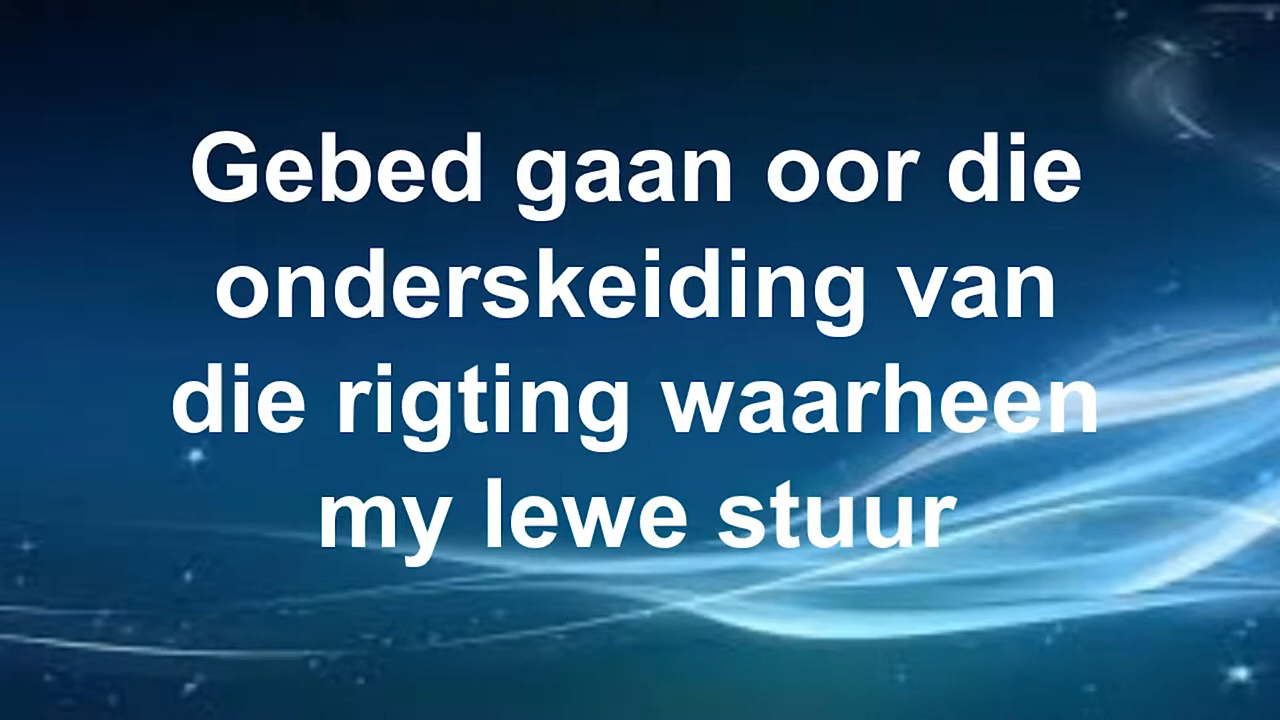 Gebed gaan oor die
onderskeiding van
die rigting waarheen
my lewe stuur